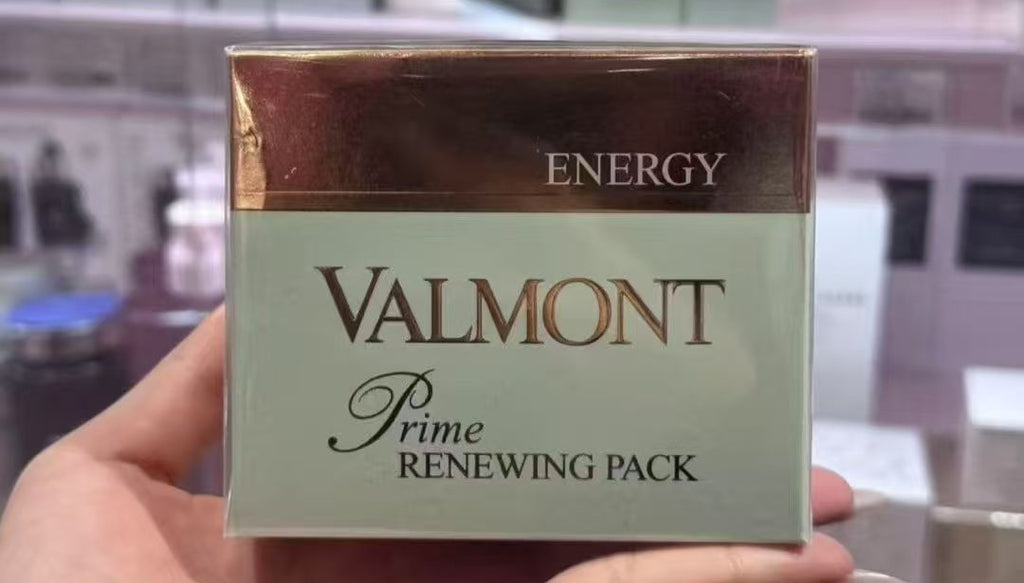 ENERGY
VALMONT
Prime
RENEWING PACK